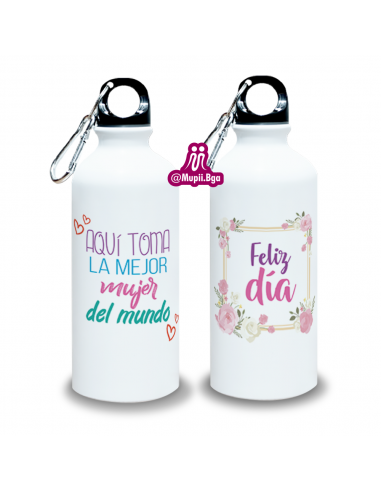 @Mupii.Bga
AQUÍ TOMA
LA MEJOR
mujer
del mundo
Feliz
día